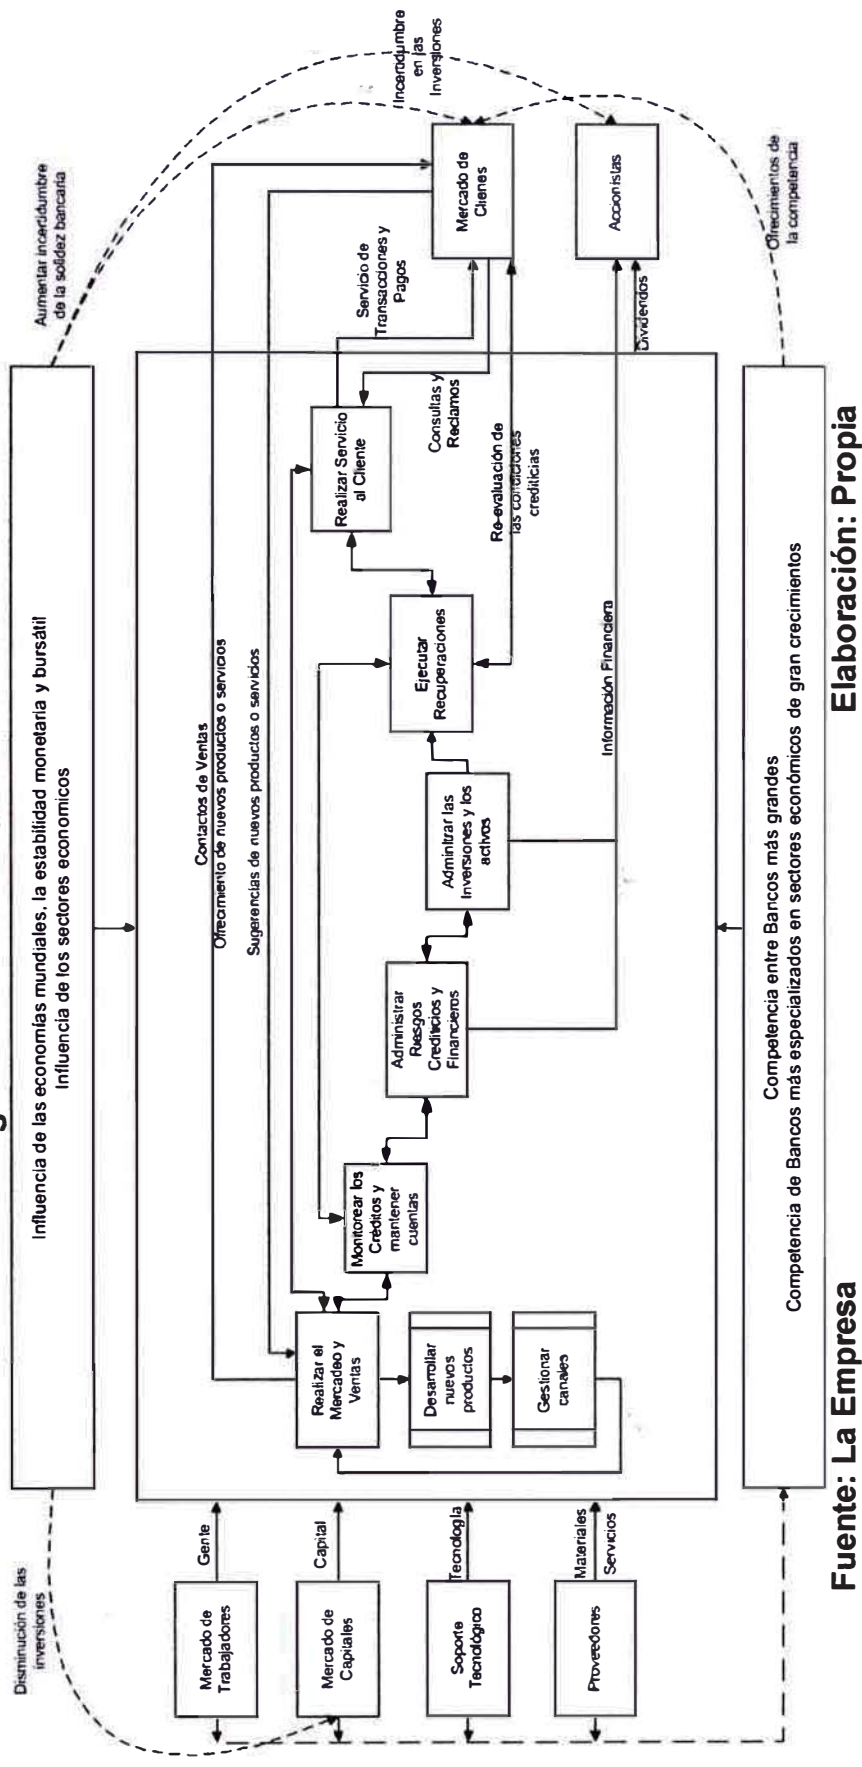 Influencia de las economías mundiales, la estabilidad monetaria y bursátil
Influencia de los sectores economicos
Disminución de las
inversiones
Aumentar incertidumbre
de la solidez bancaria
Incertidumbre
en las
Inversiones
Mercado de
Trabajadores
Gente
Mercado de
Capitales
Capital
Soporte
Tecnológico
Tecnología
Proveedores
Materiales
Servicios
Contactos de Ventas
Ofrecimiento de nuevos productos o servicios
Sugerencias de nuevos productos o servicios
Realizar el
Mercadeo y
Ventas
Desarrollar
nuevos
productos
Gestionar
canales
Monitorear los
Créditos y
mantener
cuentas
Administrar
Riesgos
Crediticios y
Financieros
Adminitrar las
Inversiones y los
activos
Ejecutar
Recuperaciones
Realizar Servicio
al Cliente
Servicio de
Transacciones y
Pagos
Consultas y
Reclamos
Re-evaluación de
las condiciones
crediticias
Información Financiera
Dividendos
Mercado de
Clienes
Accionistas
Ofrecimientos de
la competencia
Competencia entre Bancos más grandes
Competencia de Bancos más especializados en sectores económicos de gran crecimientos
Fuente: La Empresa
Elaboración: Propia